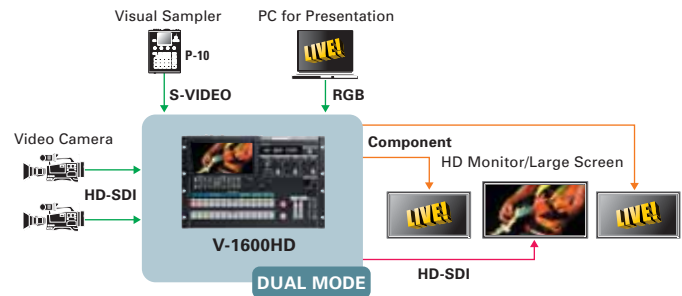 Visual Sampler
PC for Presentation
P-10
LIVE!
S-VIDEO
RGB
Video Camera
Component
HD Monitor/Large Screen
HD-SDI
LIVE!
LIVE!
V-1600HD
DUAL MODE
HD-SDI